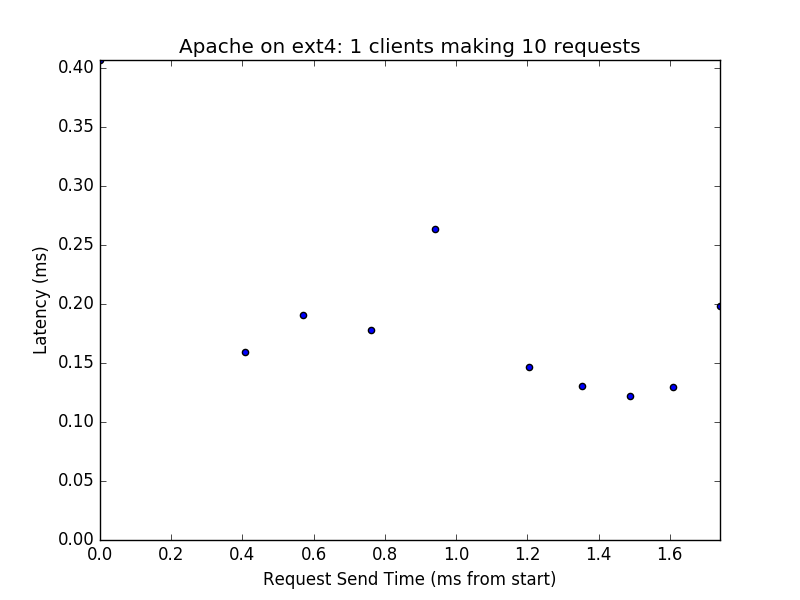 Apache on ext4: 1 clients making 10 requests
0.40
0.35
0.30
0.25
0.20
0.15
0.10
0.05
0.00
Latency (ms)
0.0 0.2 0.4 0.6 0.8 1.0 1.2 1.4 1.6
Request Send Time (ms from start)